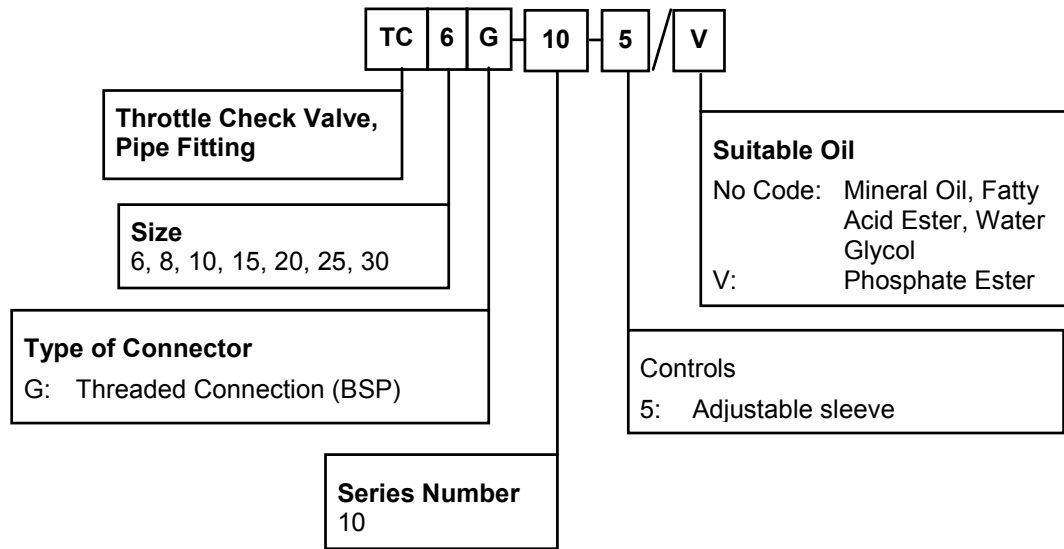 TC 6 G - 10 - 5 / V
Throttle Check Valve,
Pipe Fitting
Suitable Oil
No Code: Mineral Oil, Fatty
Acid Ester, Water
Glycol
V: Phosphate Ester
Size
6, 8, 10, 15, 20, 25, 30
Type of Connector
G: Threaded Connection (BSP)
Controls
5: Adjustable sleeve
Series Number
10